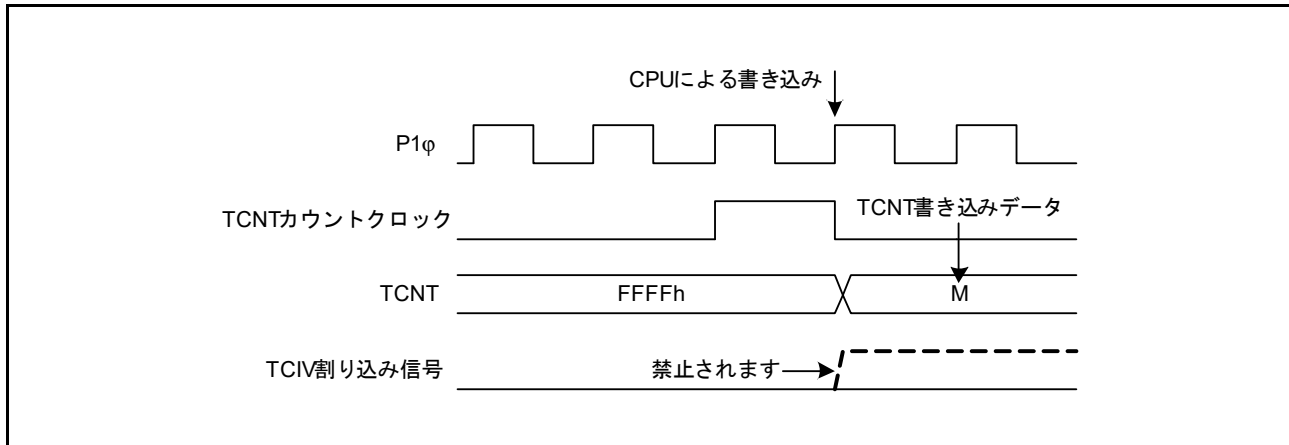 CPUによる書き込み
P1φ
TCNTカウントクロック
TCNT書き込みデータ
TCNT
FFFFh
M
TCIV割り込み信号
禁止されます